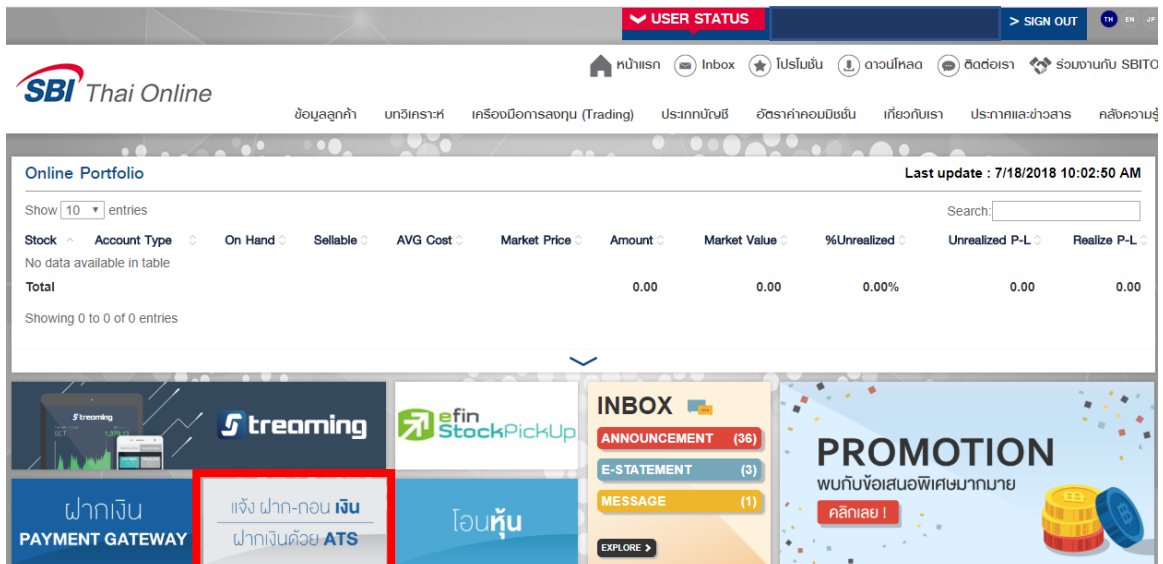 USER STATUS
> SIGN OUT
TH EN JP
SBI Thai Online
หน้าแรก Inbox โปรโมชั่น ดาวน์โหลด ติดต่อเรา ร่วมงานกับ SBITO
ข้อมูลลูกค้า บทวิเคราะห์ เครื่องมือการลงทุน (Trading) ประเภทบัญชี อัตราค่าคอมมิชชั่น เกี่ยวกับเรา ประกาศและข่าวสาร คลังความรู้
Online Portfolio Last update : 7/18/2018 10:02:50 AM
Show 10 entries Search:
Stock Account Type On Hand Sellable AVG Cost Market Price Amount Market Value %Unrealized Unrealized P-L Realize P-L
No data available in table
Total 0.00 0.00 0.00% 0.00 0.00
Showing 0 to 0 of 0 entries
Streaming
SET
Streaming
efin
StockPickUp
INBOX
ANNOUNCEMENT (36)
E-STATEMENT (3)
MESSAGE (1)
EXPLORE >
PROMOTION
พบกับข้อเสนอพิเศษมากมาย
คลิกเลย !
ฝากเงิน
PAYMENT GATEWAY
แจ้ง ฝาก-ถอน เงิน
ฝากเงินด้วย ATS
โอนหุ้น